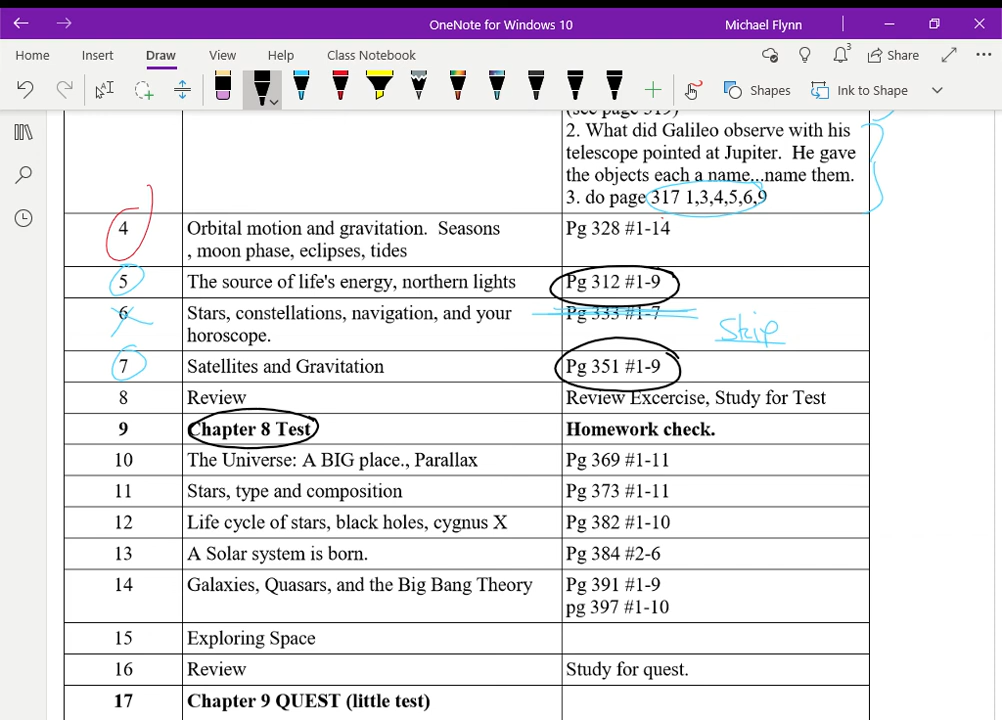 OneNote for Windows 10
Michael Flynn
Home Insert Draw View Help Class Notebook
3
Share
Shapes
Ink to Shape
(see page 319)
2. What did Galileo observe with his
telescope pointed at Jupiter. He gave
the objects each a name...name them.
3. do page 317 1,3,4,5,6,9
4 Orbital motion and gravitation. Seasons Pg 328 #1-14
, moon phase, eclipses, tides
5 The source of life's energy, northern lights Pg 312 #1-9
6 Stars, constellations, navigation, and your Pg 333 #1-7
horoscope.
Skip
7 Satellites and Gravitation Pg 351 #1-9
8 Review Review Excercise, Study for Test
9 Chapter 8 Test Homework check.
10 The Universe: A BIG place., Parallax Pg 369 #1-11
11 Stars, type and composition Pg 373 #1-11
12 Life cycle of stars, black holes, cygnus X Pg 382 #1-10
13 A Solar system is born. Pg 384 #2-6
14 Galaxies, Quasars, and the Big Bang Theory Pg 391 #1-9
pg 397 #1-10
15 Exploring Space
16 Review Study for quest.
17 Chapter 9 QUEST (little test)